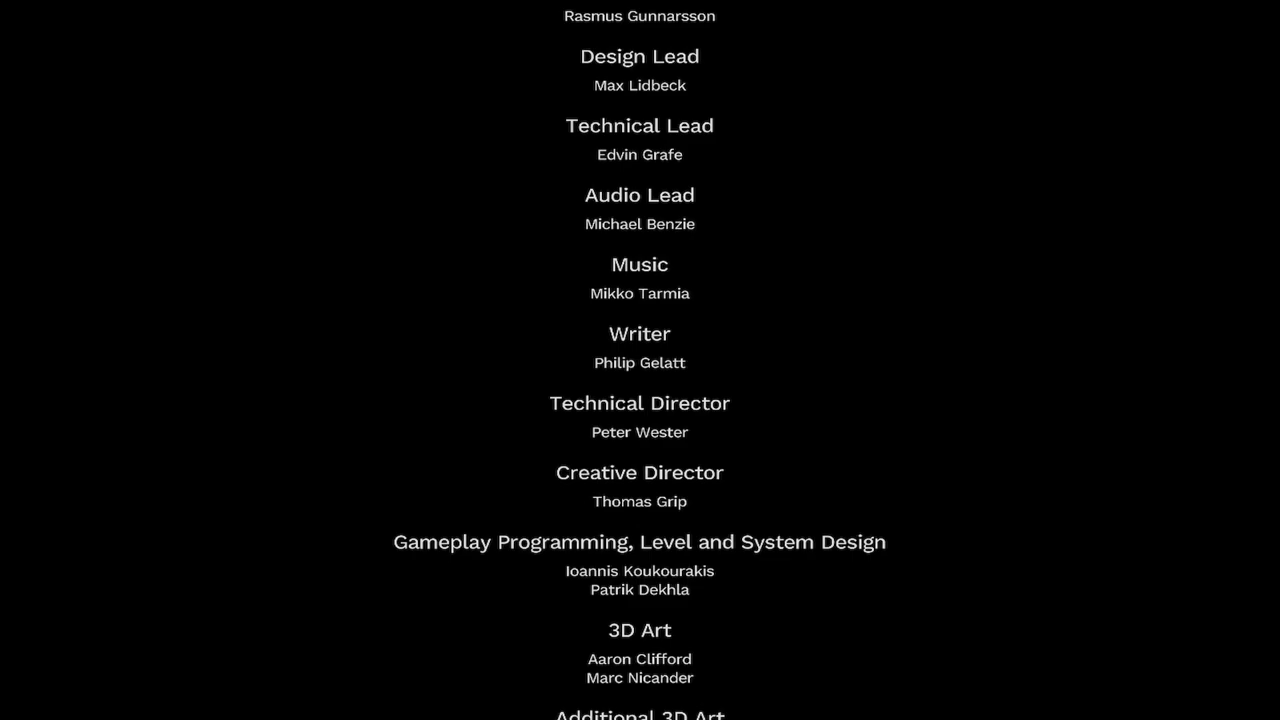 Rasmus Gunnarsson
Design Lead
Max Lidbeck
Technical Lead
Edvin Grafe
Audio Lead
Michael Benzie
Music
Mikko Tarmia
Writer
Philip Gelatt
Technical Director
Peter Wester
Creative Director
Thomas Grip
Gameplay Programming, Level and System Design
Ioannis Koukourakis
Patrik Dekhla
3D Art
Aaron Clifford
Marc Nicander
Additional 3D Art